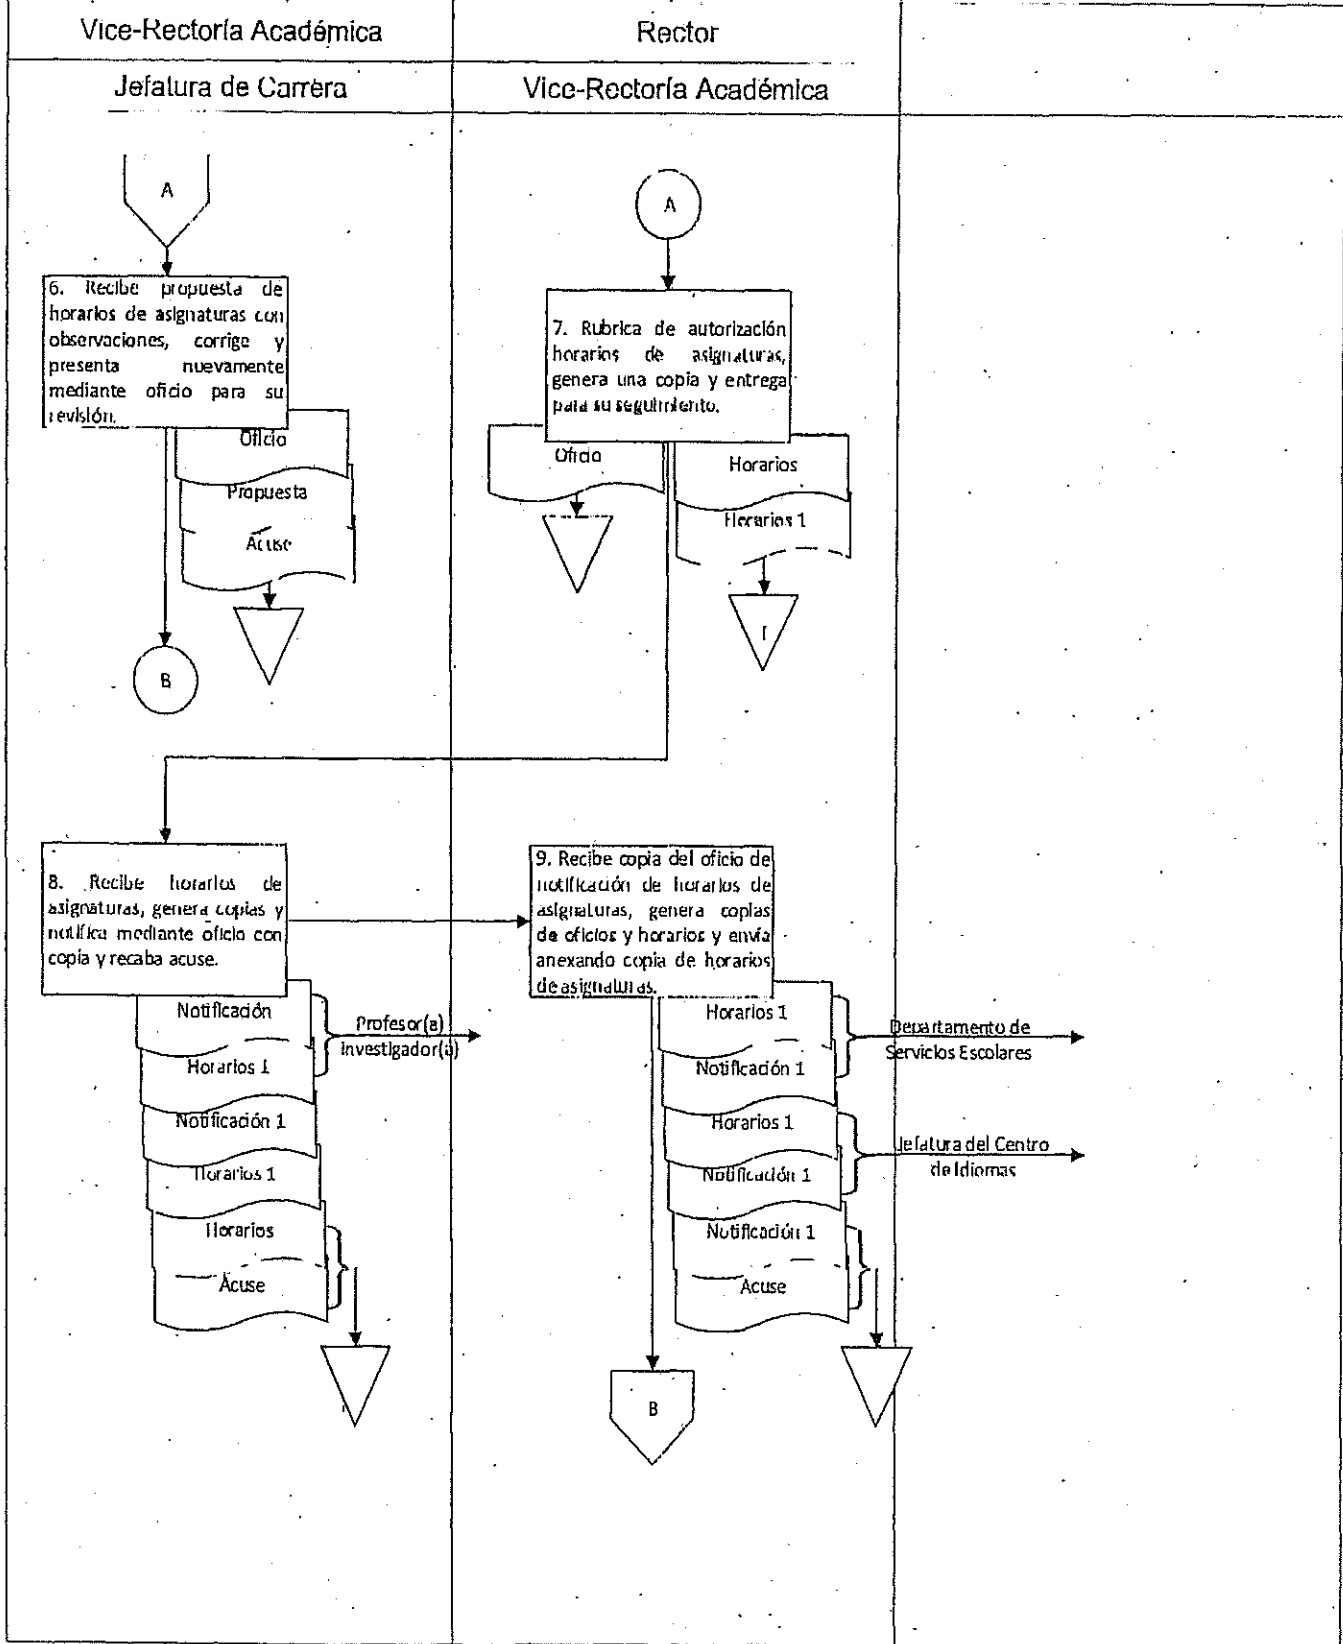 Vice-Rectoría Académica
Rector
Jefatura de Carrera
Vice-Rectoría Académica
A
6. Recibe propuesta de
horarios de asignaturas con
observaciones, corrige y
presenta nuevamente
mediante oficio para su
revisión.
Oficio
Propuesta
Acuse
B
A
7. Rubrica de autorización
horarios de asignaturas,
genera una copia y entrega
para su seguimiento.
Oficio
Horarios
Horarios 1
8. Recibe horarios de
asignaturas, genera copias y
notifica mediante oficio con
copia y recaba acuse.
Notificación
Horarios 1
Notificación 1
Horarios 1
Horarios
Acuse
Profesor(a)
Investigador(a)
9. Recibe copia del oficio de
notificación de horarios de
asignaturas, genera copias
de oficios y horarios y envía
anexando copia de horarios
de asignaturas.
Horarios 1
Notificación 1
Horarios 1
Notificación 1
Notificación 1
Acuse
Departamento de
Servicios Escolares
Jefatura del Centro
de Idiomas
B